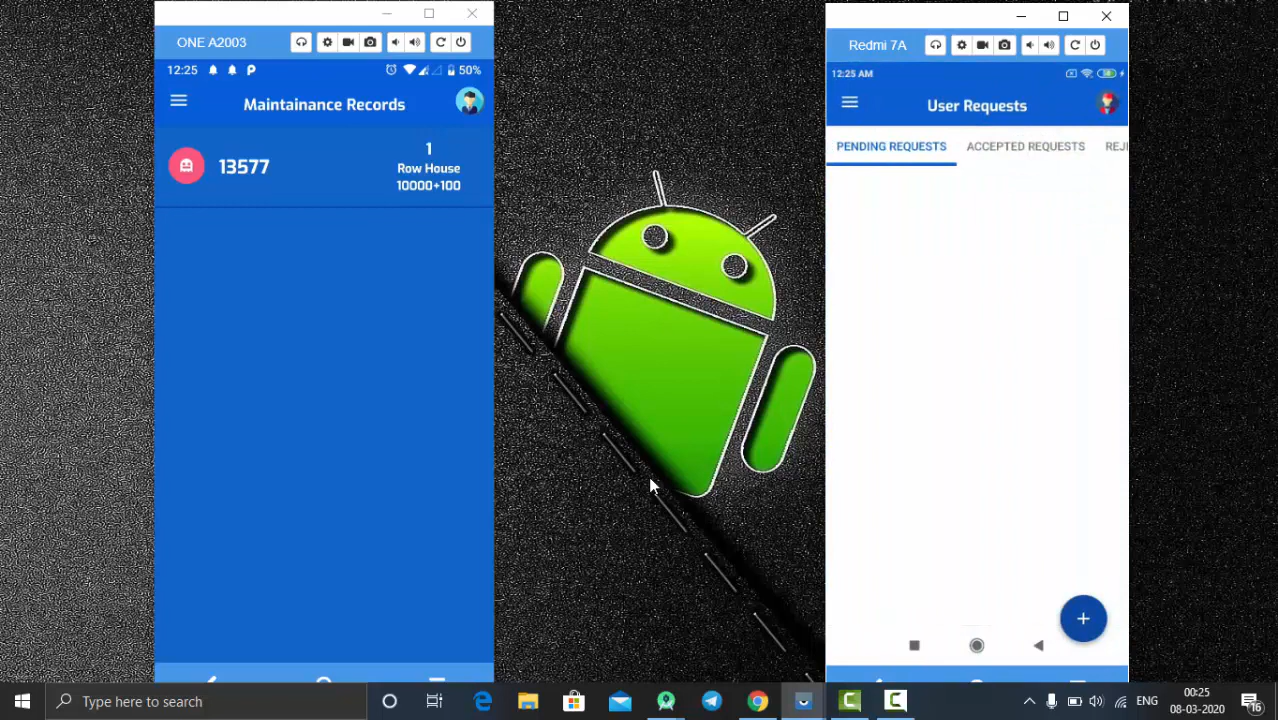 ONE A2003
12:25
50%
Maintainance Records
13577
1
Row House
10000+100
Redmi 7A
12:25 AM
User Requests
PENDING REQUESTS
ACCEPTED REQUESTS
REJ
+
Type here to search
ENG
00:25
08-03-2020
16